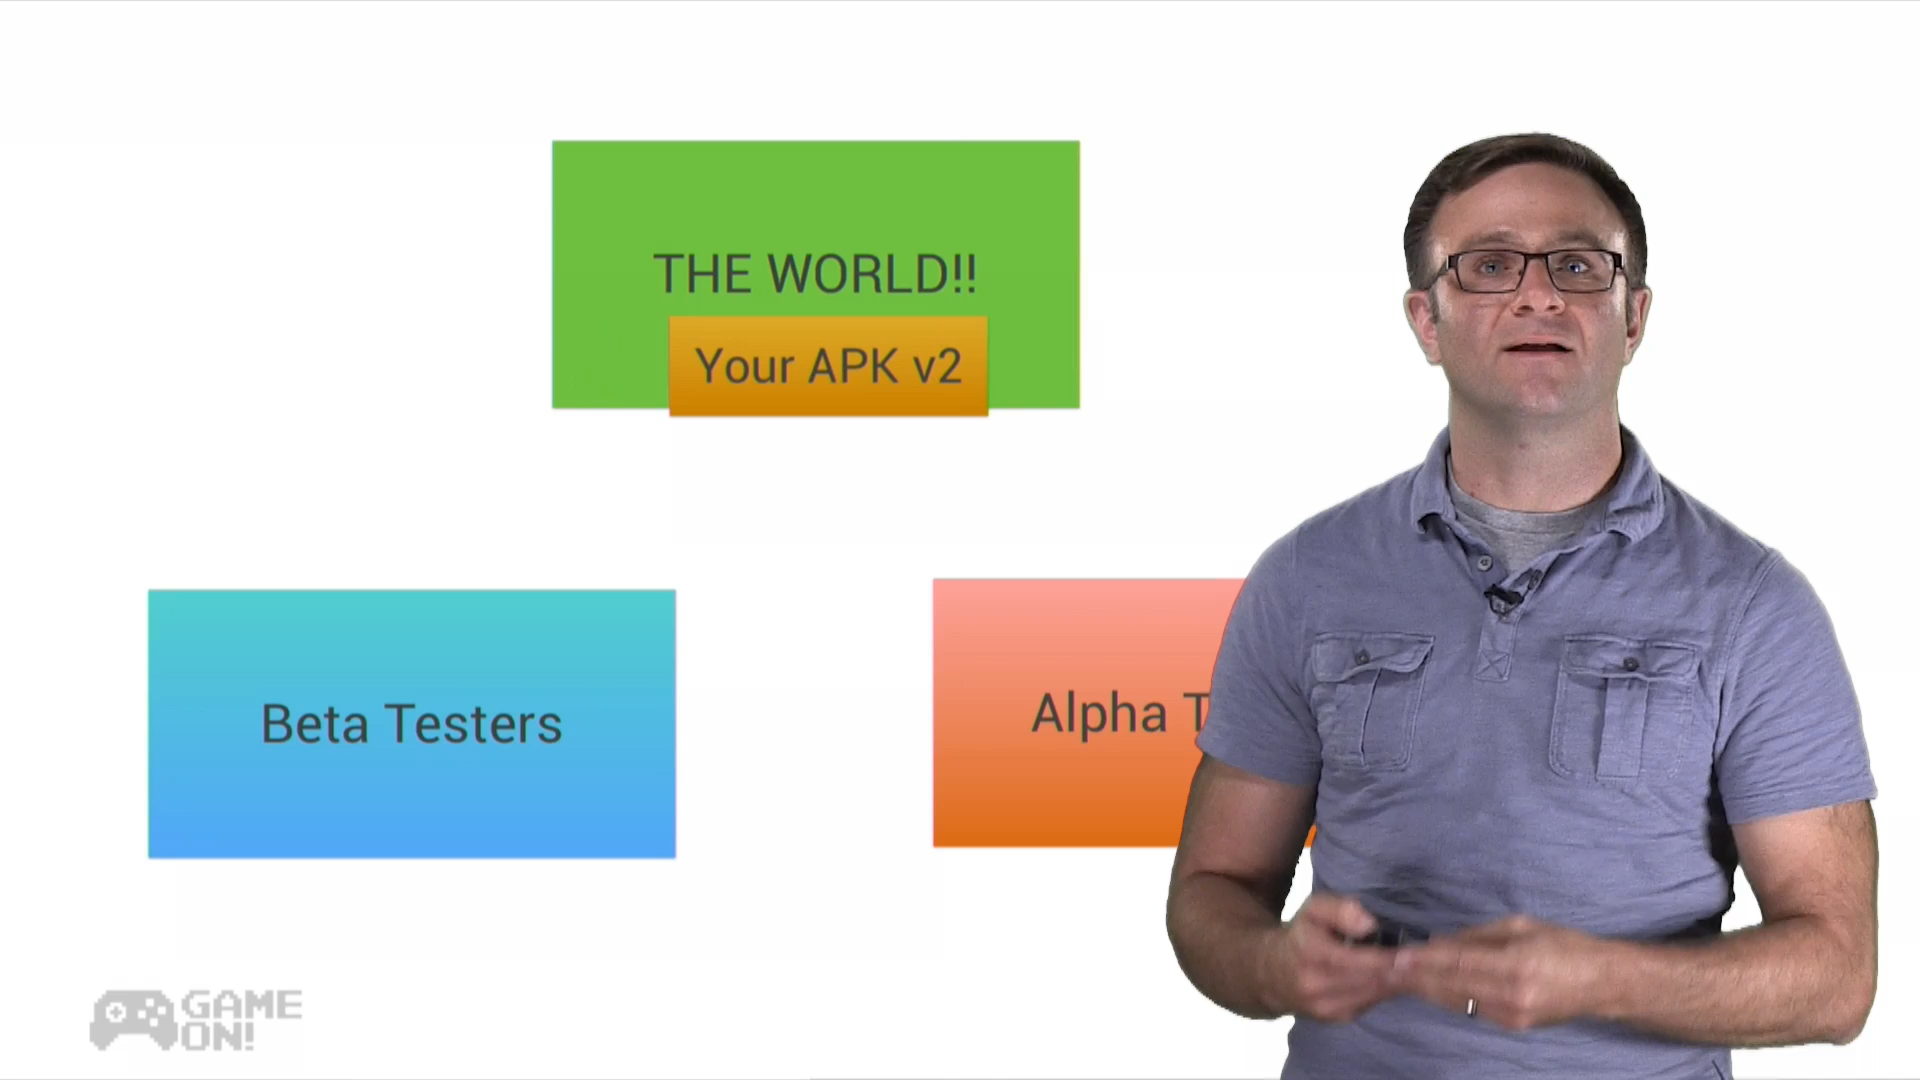 THE WORLD!!
Your APK v2
Beta Testers
Alpha
GAME
ON!